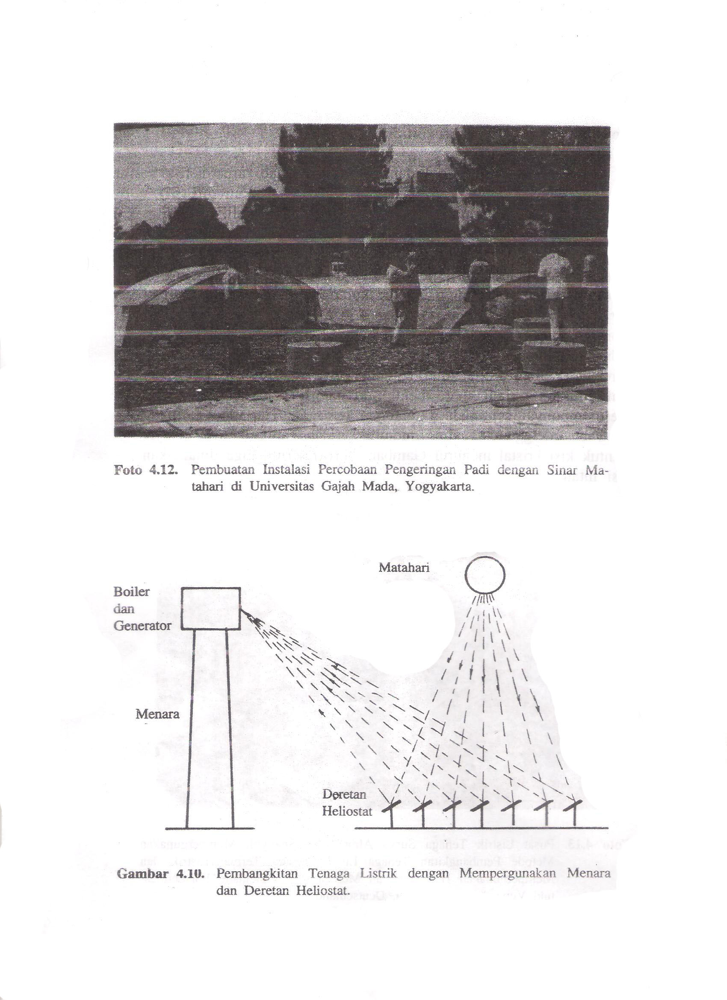 Foto 4.12. Pembuatan Instalasi Percobaan Pengeringan Padi dengan Sinar Ma-
tahari di Universitas Gajah Mada, Yogyakarta.
Matahari
Boiler
dan
Generator
Menara
Deretan
Heliostat
Gambar 4.10. Pembangkitan Tenaga Listrik dengan Mempergunakan Menara
dan Deretan Heliostat.